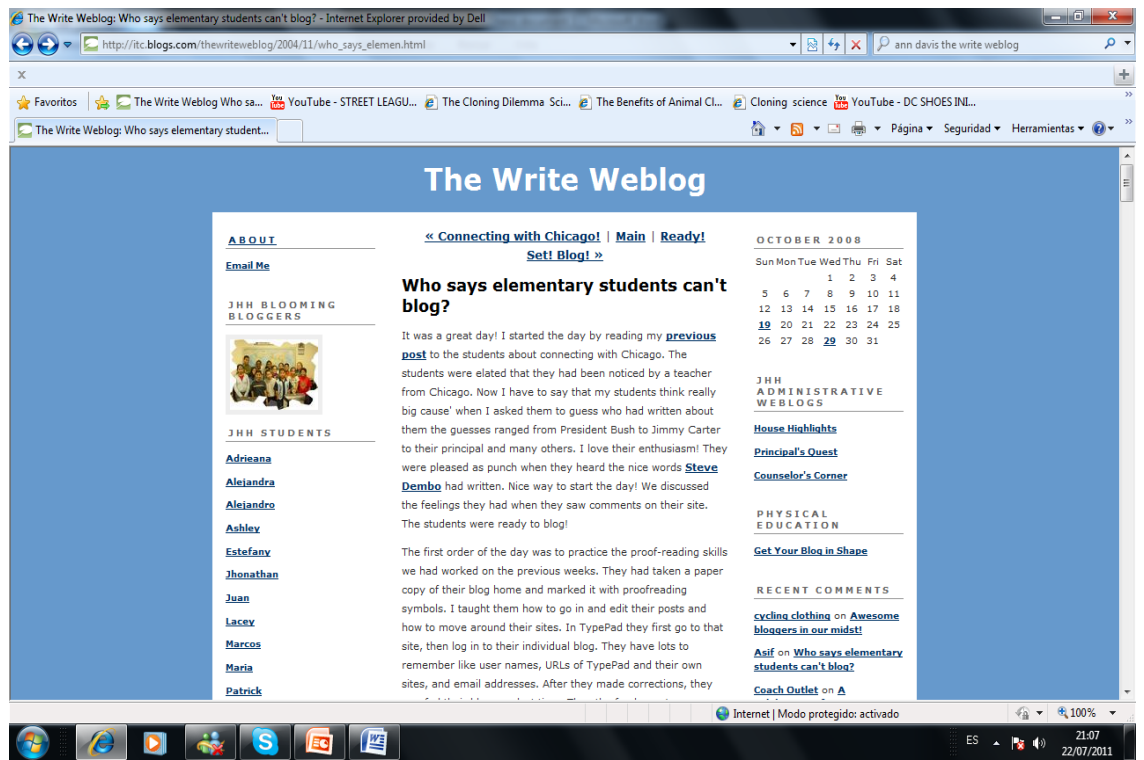 The Write Weblog: Who says elementary students can't blog? - Internet Explorer provided by Dell
http://itc.blogs.com/thewriteweblog/2004/11/who_says_elemen.html
ann davis the write weblog
x
Favoritos
The Write Weblog Who sa...
YouTube - STREET LEAGU...
The Cloning Dilemma Sci...
The Benefits of Animal Cl...
Cloning science
YouTube - DC SHOES INI...
The Write Weblog: Who says elementary student...
Página
Seguridad
Herramientas
The Write Weblog
ABOUT
Email Me
JHH BLOOMING
BLOGGERS
JHH STUDENTS
Adrieana
Alejandra
Alejandro
Ashley
Estefany
Jhonathan
Juan
Lacey
Marcos
Maria
Patrick
« Connecting with Chicago! | Main | Ready!
Set! Blog! »
Who says elementary students can't
blog?
It was a great day! I started the day by reading my previous
post to the students about connecting with Chicago. The
students were elated that they had been noticed by a teacher
from Chicago. Now I have to say that my students think really
big cause' when I asked them to guess who had written about
them the guesses ranged from President Bush to Jimmy Carter
to their principal and many others. I love their enthusiasm! They
were pleased as punch when they heard the nice words Steve
Dembo had written. Nice way to start the day! We discussed
the feelings they had when they saw comments on their site.
The students were ready to blog!
The first order of the day was to practice the proof-reading skills
we had worked on the previous weeks. They had taken a paper
copy of their blog home and marked it with proofreading
symbols. I taught them how to go in and edit their posts and
how to move around their sites. In TypePad they first go to that
site, then log in to their individual blog. They have lots to
remember like user names, URLs of TypePad and their own
sites, and email addresses. After they made corrections, they
OCTOBER 2008
Sun Mon Tue Wed Thu Fri Sat
1 2 3 4
5 6 7 8 9 10 11
12 13 14 15 16 17 18
19 20 21 22 23 24 25
26 27 28 29 30 31
JHH
ADMINISTRATIVE
WEBLOGS
House Highlights
Principal's Quest
Counselor's Corner
PHYSICAL
EDUCATION
Get Your Blog in Shape
RECENT COMMENTS
cycling clothing on Awesome
bloggers in our midst!
Asif on Who says elementary
students can't blog?
Coach Outlet on A
Internet | Modo protegido: activado
100%
ES
21:07
22/07/2011